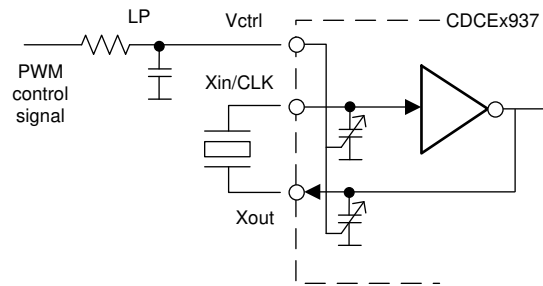 LP
Vctrl
CDCEx937
PWM
control
signal
Xin/CLK
Xout